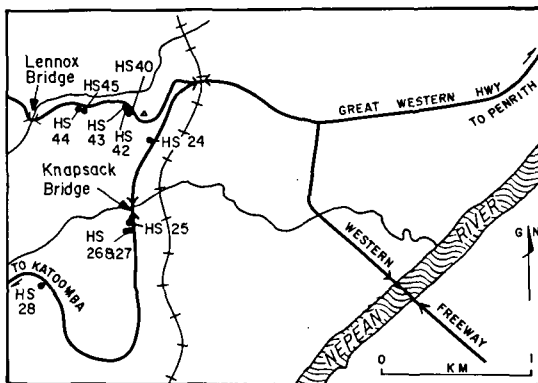 Lennox
Bridge
HS45
HS40
HS
44
HS
43
HS
42
GREAT WESTERN HWY
TO PENRITH
HS 24
Knapsack
Bridge
HS 25
HS
26&27
TO KATOOMBA
HS
28
WESTERN
FREEWAY
NEPEAN RIVER
G N
0 1
KM